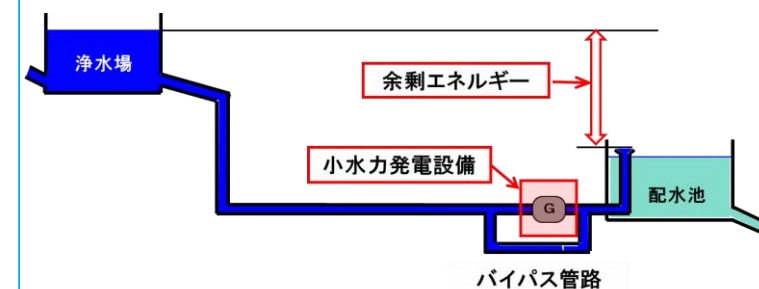 浄水場
余剰エネルギー
小水力発電設備
G
配水池
バイパス管路